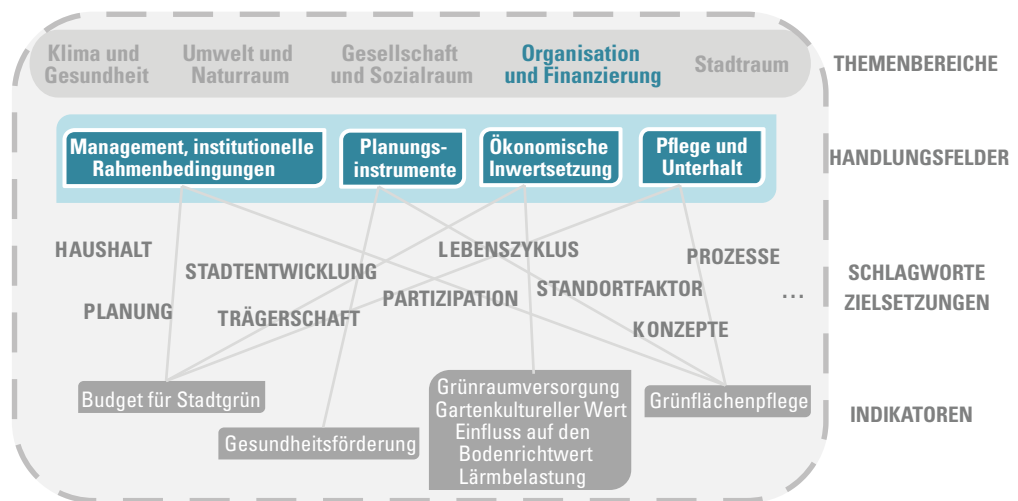 Klima und
Gesundheit
Umwelt und
Naturraum
Gesellschaft
und Sozialraum
Organisation
und Finanzierung
Stadtraum
THEMENBEREICHE
Management, institutionelle
Rahmenbedingungen
Planungs-
instrumente
Ökonomische
Inwertsetzung
Pflege und
Unterhalt
HANDLUNGSFELDER
HAUSHALT
STADTENTWICKLUNG
LEBENSZYKLUS
PROZESSE
PLANUNG
TRÄGERSCHAFT
PARTIZIPATION
STANDORTFAKTOR
KONZEPTE
...
SCHLAGWORTE
ZIELSETZUNGEN
Budget für Stadtgrün
Gesundheitsförderung
Grünraumversorgung
Gartenkultureller Wert
Einfluss auf den
Bodenrichtwert
Lärmbelastung
Grünflächenpflege
INDIKATOREN